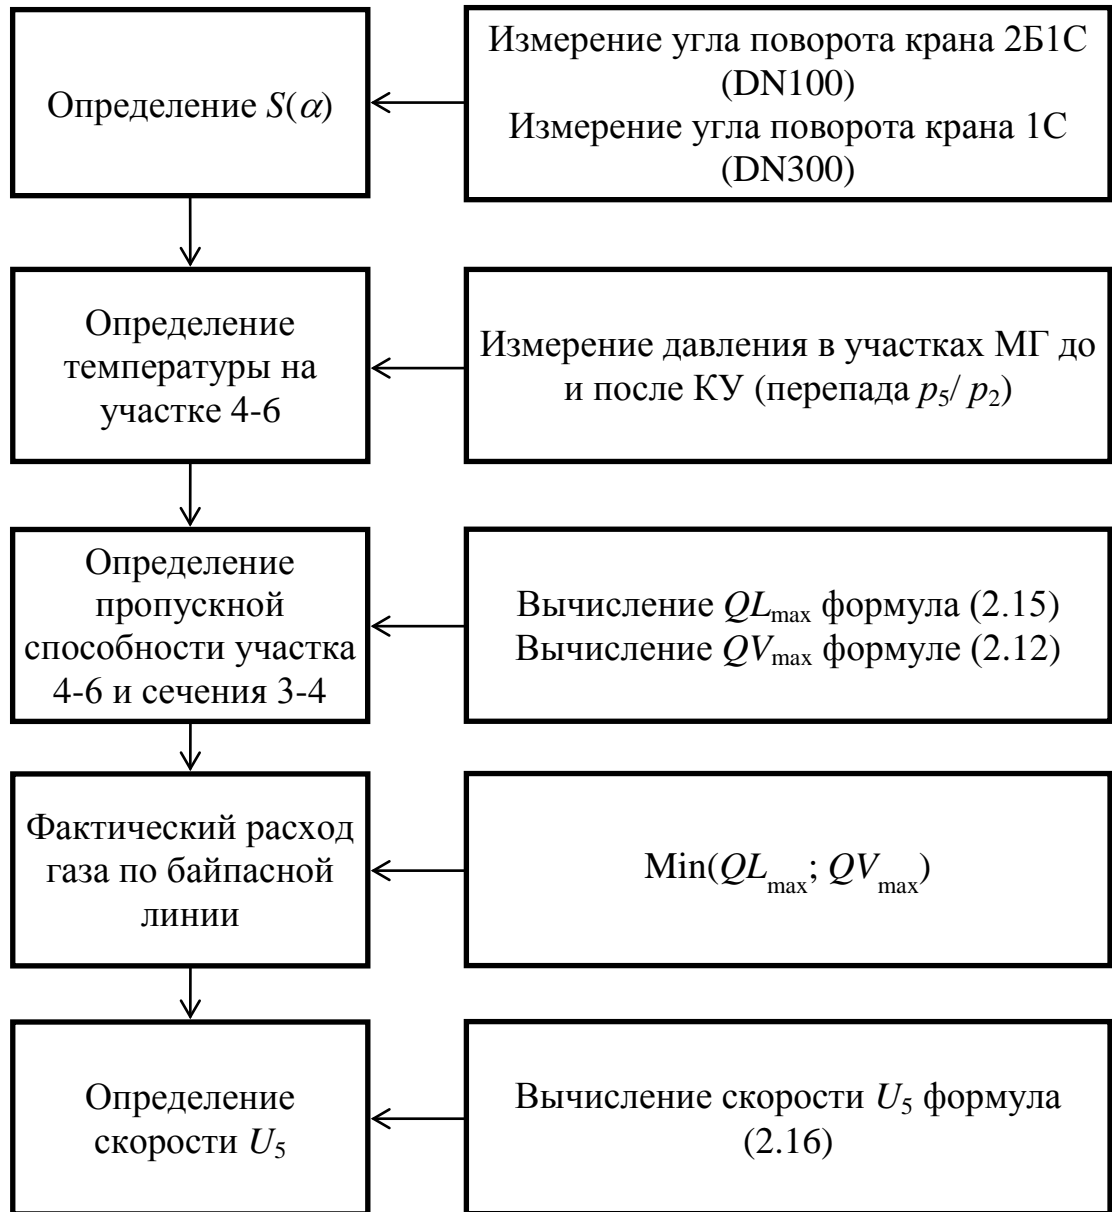 Определение S(α)
Измерение угла поворота крана 2Б1С
(DN100)
Измерение угла поворота крана 1С
(DN300)
Определение
температуры на
участке 4-6
Измерение давления в участках МГ до
и после КУ (перепада p₅/ p₂)
Определение
пропускной
способности участка
4-6 и сечения 3-4
Вычисление QLmax формула (2.15)
Вычисление QVmax формуле (2.12)
Фактический расход
газа по байпасной
линии
Min(QLmax; QVmax)
Определение
скорости U₅
Вычисление скорости U₅ формула
(2.16)